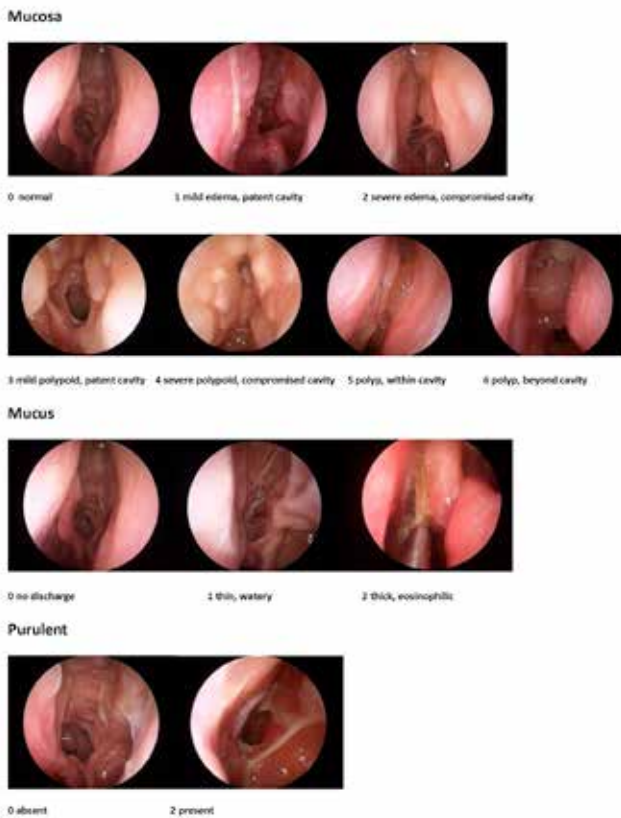 Mucosa
0 normal 1 mild edema, patent cavity 2 severe edema, compromised cavity
3 mild polypoid, patent cavity 4 severe polypoid, compromised cavity 5 polyp, within cavity 6 polyp, beyond cavity
Mucus
0 no discharge 1 thin, watery 2 thick, eosinophilic
Purulent
0 absent 2 present